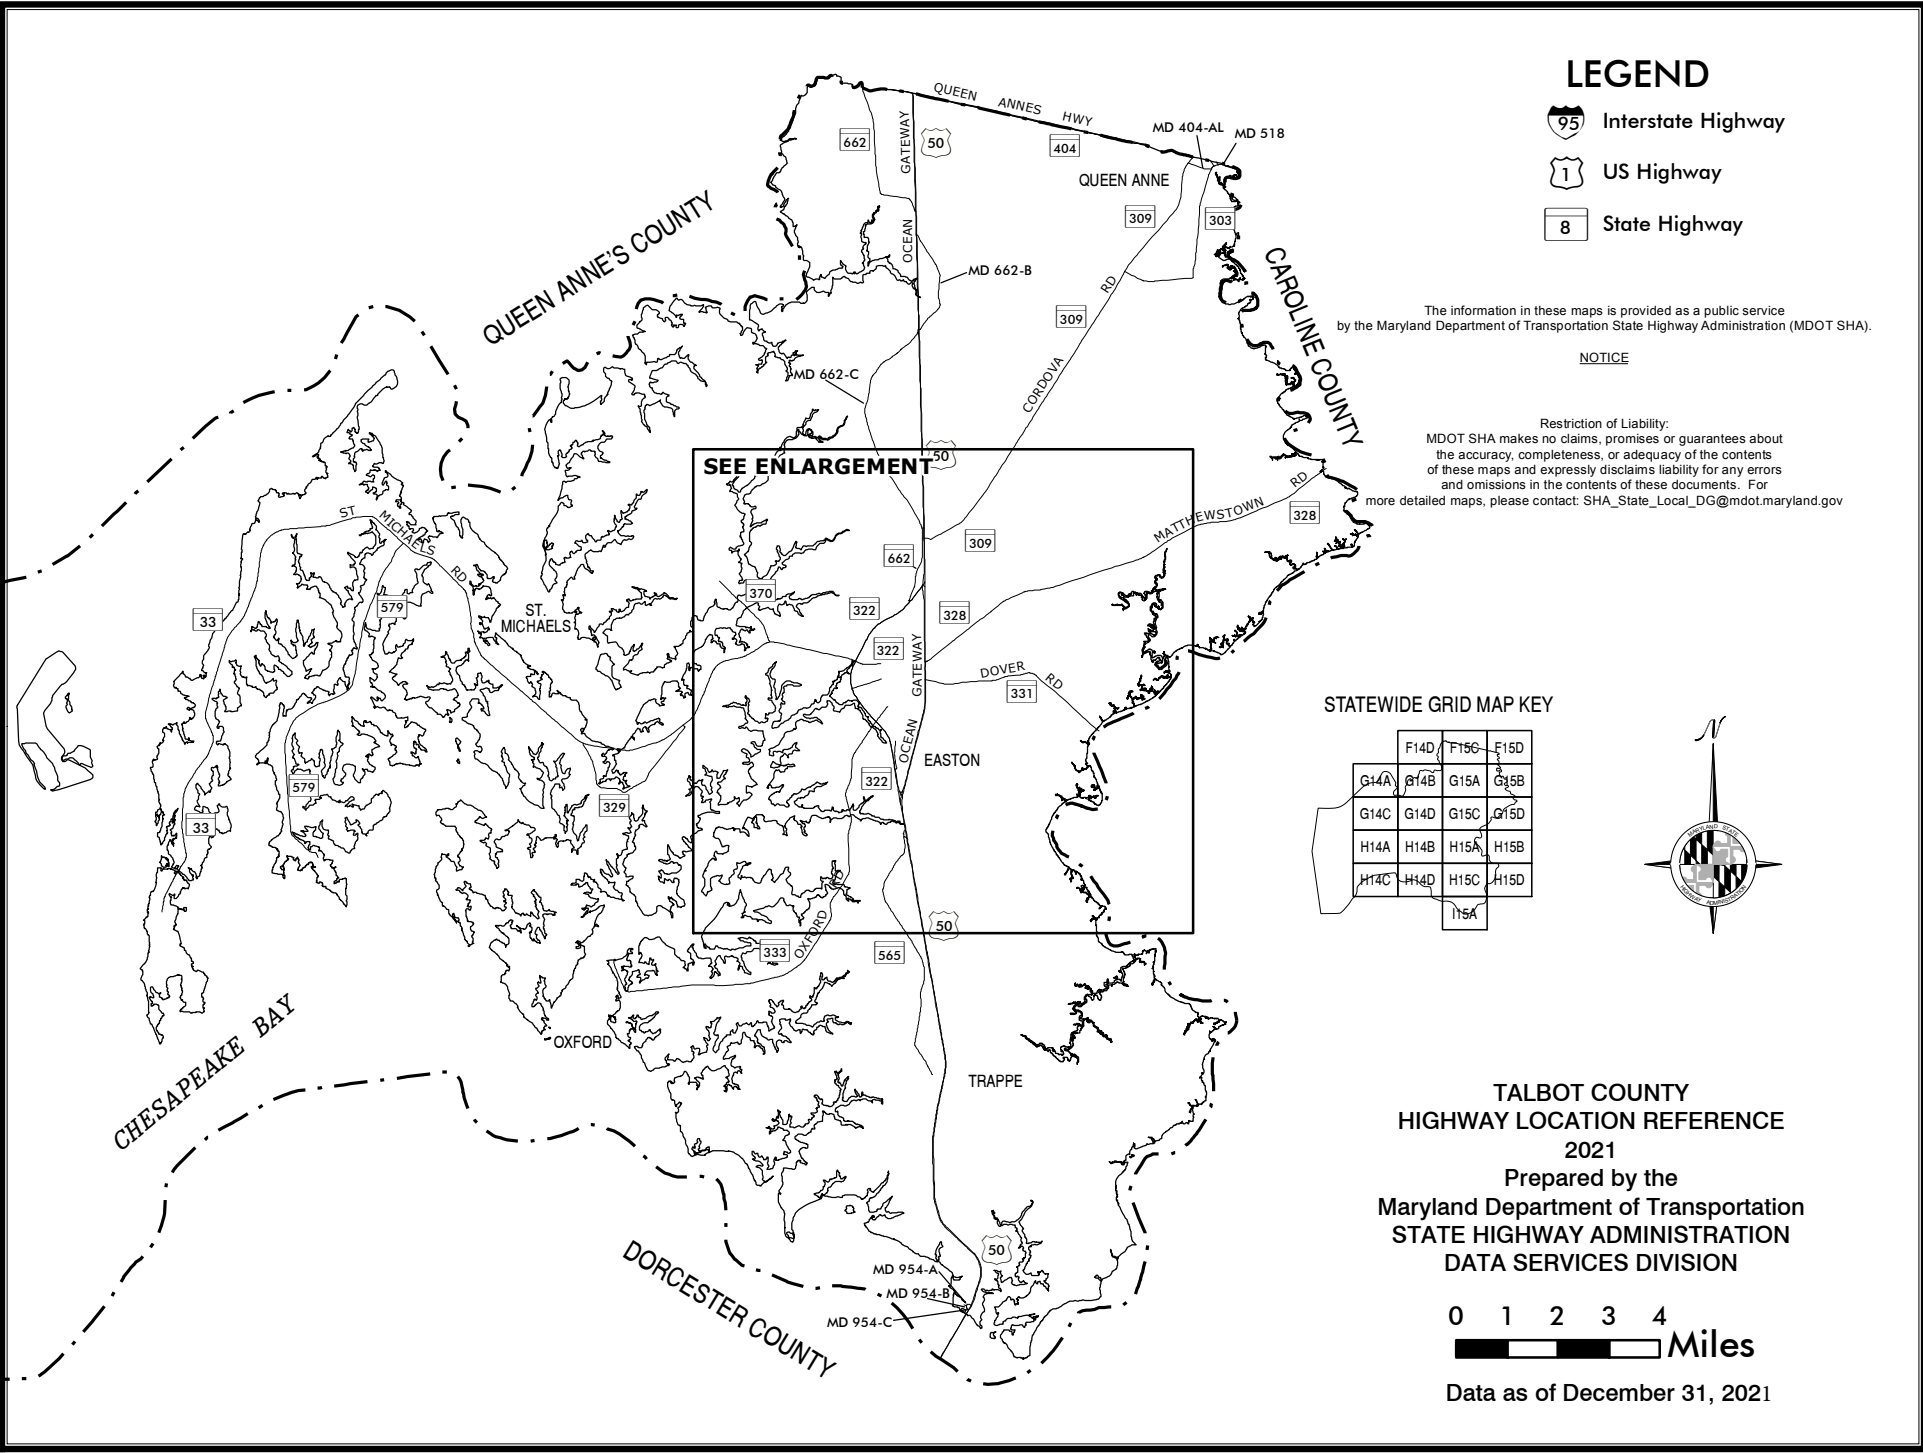 LEGEND
95
Interstate Highway
1
US Highway
8
State Highway
The information in these maps is provided as a public service
by the Maryland Department of Transportation State Highway Administration (MDOT SHA).
NOTICE
Restriction of Liability:
MDOT SHA makes no claims, promises or guarantees about
the accuracy, completeness, or adequacy of the contents
of these maps and expressly disclaims liability for any errors
and omissions in the contents of these documents. For
more detailed maps, please contact: SHA_State_Local_DG@mdot.maryland.gov
QUEEN ANNES HWY
MD 404-AL
MD 518
662
GATEWAY
50
404
QUEEN ANNE
309
303
OCEAN
QUEEN ANNE'S COUNTY
CAROLINE COUNTY
MD 662-B
RD
309
MD 662-C
CORDOVA
50
SEE ENLARGEMENT
MATTHEWSTOWN RD
328
ST MICHAELS RD
309
662
370
579
322
328
33
ST.
MICHAELS
322
GATEWAY
DOVER RD
331
OCEAN
EASTON
322
579
329
33
RD
OXFORD
50
333
565
OXFORD
TRAPPE
CHESAPEAKE BAY
50
MD 954-A
MD 954-B
MD 954-C
DORCESTER COUNTY
STATEWIDE GRID MAP KEY
F14D F15C F15D
G14A G14B G15A G15B
G14C G14D G15C G15D
H14A H14B H15A H15B
H14C H14D H15C H15D
I15A
N
MARYLAND STATE
HIGHWAY ADMINISTRATION
TALBOT COUNTY
HIGHWAY LOCATION REFERENCE
2021
Prepared by the
Maryland Department of Transportation
STATE HIGHWAY ADMINISTRATION
DATA SERVICES DIVISION
0 1 2 3 4
Miles
Data as of December 31, 2021